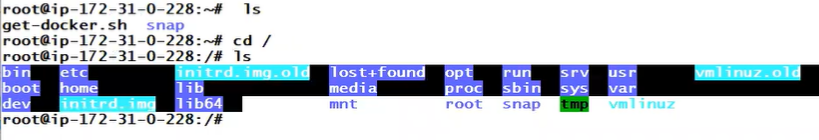 root@ip-172-31-0-228:~#  ls
get-docker.sh  snap
root@ip-172-31-0-228:~# cd /
root@ip-172-31-0-228:/# ls
bin   etc         initrd.img.old  lost+found  opt   run   srv  usr      vmlinuz.old
boot  home        lib             media       proc  sbin  sys  var
dev   initrd.img  lib64           mnt         root  snap  tmp  vmlinuz
root@ip-172-31-0-228:/#